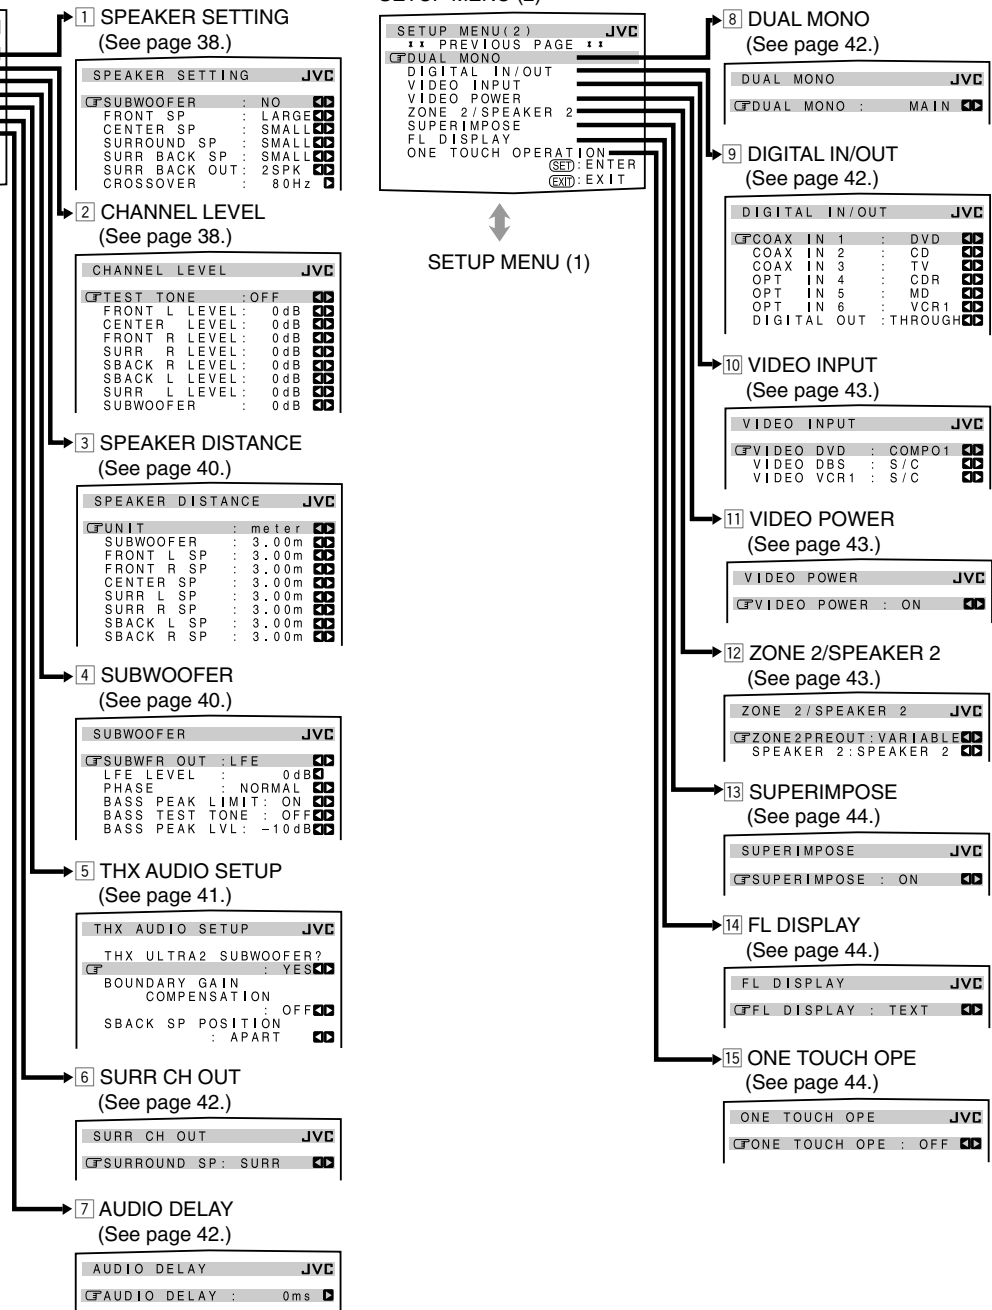 1 SPEAKER SETTING
(See page 38.)
SPEAKER SETTING JVC
SUBWOOFER : NO
FRONT SP : LARGE
CENTER SP : SMALL
SURROUND SP : SMALL
SURR BACK SP : SMALL
SURR BACK OUT: 2SPK
CROSSOVER : 80Hz
2 CHANNEL LEVEL
(See page 38.)
CHANNEL LEVEL JVC
TEST TONE :OFF
FRONT L LEVEL: 0dB
CENTER LEVEL: 0dB
FRONT R LEVEL: 0dB
SURR R LEVEL: 0dB
SBACK R LEVEL: 0dB
SBACK L LEVEL: 0dB
SURR L LEVEL: 0dB
SUBWOOFER : 0dB
3 SPEAKER DISTANCE
(See page 40.)
SPEAKER DISTANCE JVC
UNIT : meter
SUBWOOFER : 3.00m
FRONT L SP : 3.00m
FRONT R SP : 3.00m
CENTER SP : 3.00m
SURR L SP : 3.00m
SURR R SP : 3.00m
SBACK L SP : 3.00m
SBACK R SP : 3.00m
4 SUBWOOFER
(See page 40.)
SUBWOOFER JVC
SUBWFR OUT :LFE
LFE LEVEL : 0dB
PHASE : NORMAL
BASS PEAK LIMIT: ON
BASS TEST TONE : OFF
BASS PEAK LVL: –10dB
5 THX AUDIO SETUP
(See page 41.)
THX AUDIO SETUP JVC
THX ULTRA2 SUBWOOFER?
: YES
BOUNDARY GAIN
COMPENSATION
: OFF
SBACK SP POSITION
: APART
6 SURR CH OUT
(See page 42.)
SURR CH OUT JVC
SURROUND SP: SURR
7 AUDIO DELAY
(See page 42.)
AUDIO DELAY JVC
AUDIO DELAY : 0ms
SETUP MENU(2) JVC
PREVIOUS PAGE
DUAL MONO
DIGITAL IN/OUT
VIDEO INPUT
VIDEO POWER
ZONE 2/SPEAKER 2
SUPERIMPOSE
FL DISPLAY
ONE TOUCH OPERATION
SET: ENTER
EXIT: EXIT
SETUP MENU (1)
8 DUAL MONO
(See page 42.)
DUAL MONO JVC
DUAL MONO : MAIN
9 DIGITAL IN/OUT
(See page 42.)
DIGITAL IN/OUT JVC
COAX IN 1 : DVD
COAX IN 2 : CD
COAX IN 3 : TV
OPT IN 4 : CDR
OPT IN 5 : MD
OPT IN 6 : VCR1
DIGITAL OUT :THROUGH
10 VIDEO INPUT
(See page 43.)
VIDEO INPUT JVC
VIDEO DVD : COMPO1
VIDEO DBS : S/C
VIDEO VCR1 : S/C
11 VIDEO POWER
(See page 43.)
VIDEO POWER JVC
VIDEO POWER : ON
12 ZONE 2/SPEAKER 2
(See page 43.)
ZONE 2/SPEAKER 2 JVC
ZONE2PREOUT:VARIABLE
SPEAKER 2:SPEAKER 2
13 SUPERIMPOSE
(See page 44.)
SUPERIMPOSE JVC
SUPERIMPOSE : ON
14 FL DISPLAY
(See page 44.)
FL DISPLAY JVC
FL DISPLAY : TEXT
15 ONE TOUCH OPE
(See page 44.)
ONE TOUCH OPE JVC
ONE TOUCH OPE : OFF